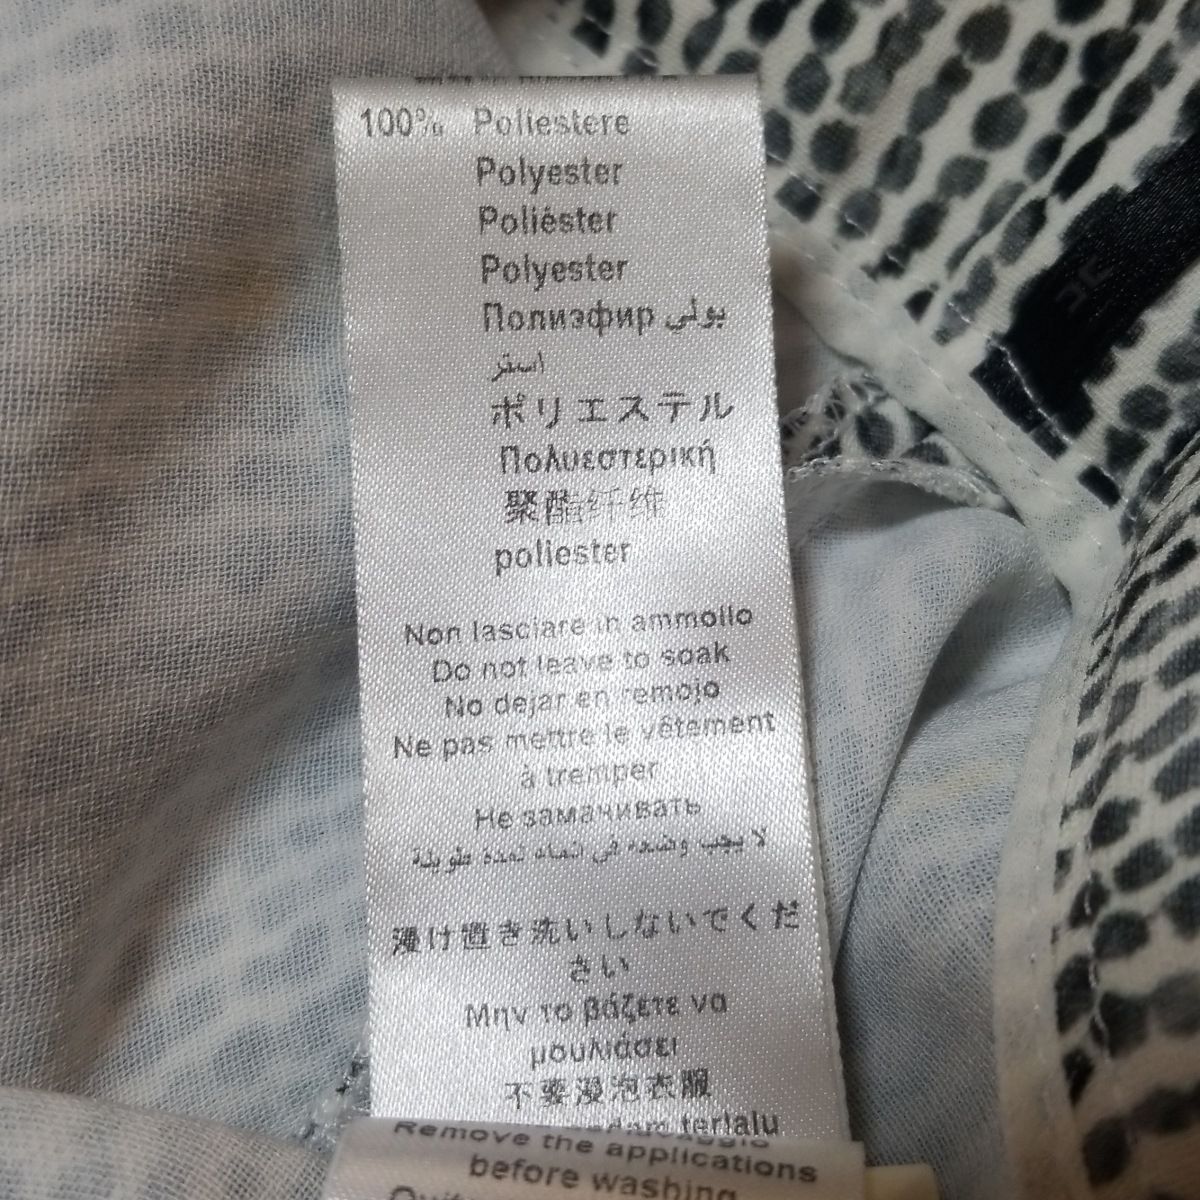 100% Poliestere
Polyester
Poliéster
Polyester
Полиэфир بولي
استر
ポリエステル
Πολυεστερική
聚酯纤维
poliester
Non lasciare in ammollo
Do not leave to soak
No dejar en remojo
Ne pas mettre le vêtement
à tremper
Не замачивать
لا يجب وضعه في الماء لمدة طويلة
漬け置き洗いしないでくだ
さい
Μην το βάζετε να
μουλιάσει
不要浸泡衣服
terlalu
Remove the applications
before washing